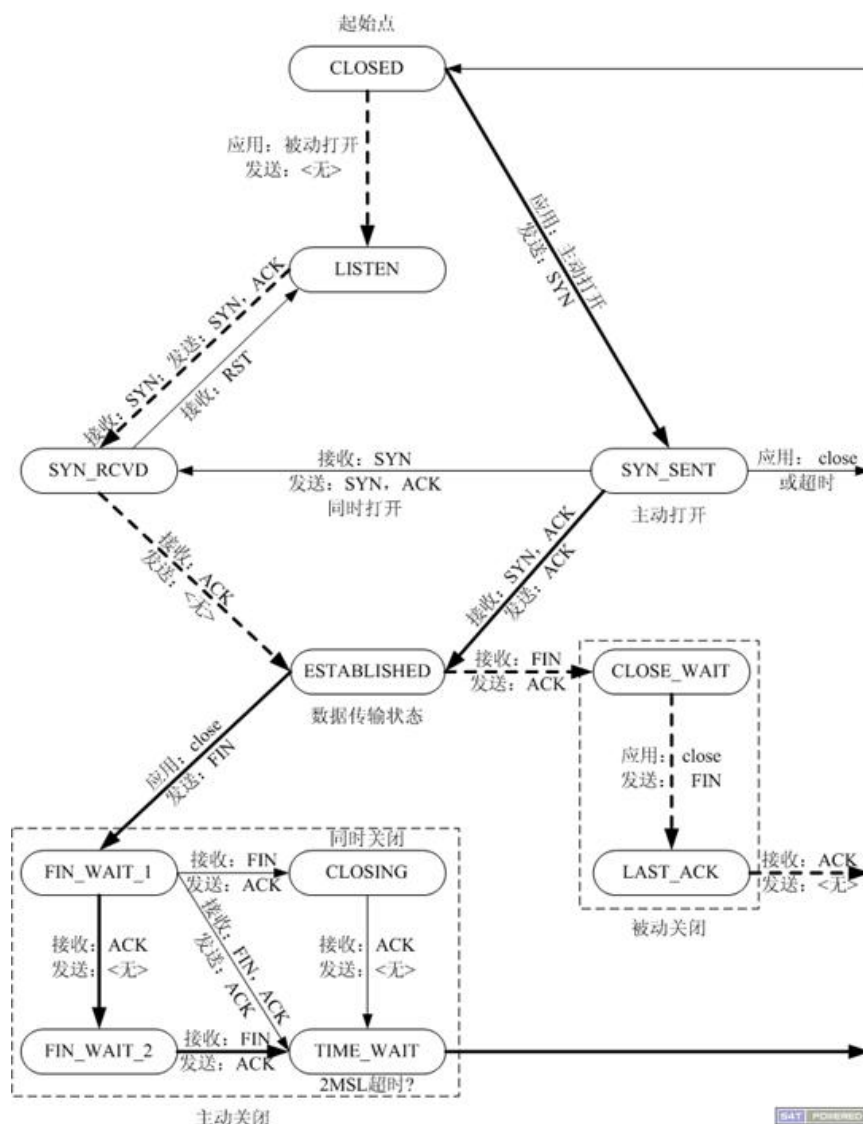 起始点
CLOSED
应用：被动打开
发送：<无>
应用：主动打开
发送：SYN
LISTEN
接收：SYN；发送：SYN，ACK
接收：RST
SYN_RCVD
接收：SYN
发送：SYN，ACK
同时打开
SYN_SENT
主动打开
应用： close
或超时
接收：ACK
发送：<无>
接收：SYN，ACK
发送：ACK
ESTABLISHED
数据传输状态
接收：FIN
发送：ACK
CLOSE_WAIT
应用：close
发送：FIN
应用： close
发送： FIN
同时关闭
FIN_WAIT_1
接收：FIN
发送：ACK
CLOSING
LAST_ACK
接收：ACK
发送：<无>
被动关闭
接收：ACK
发送：<无>
接收：FIN，ACK
发送：ACK
接收：ACK
发送：<无>
FIN_WAIT_2
接收：FIN
发送：ACK
TIME_WAIT
2MSL超时?
主动关闭
S4T POWERED